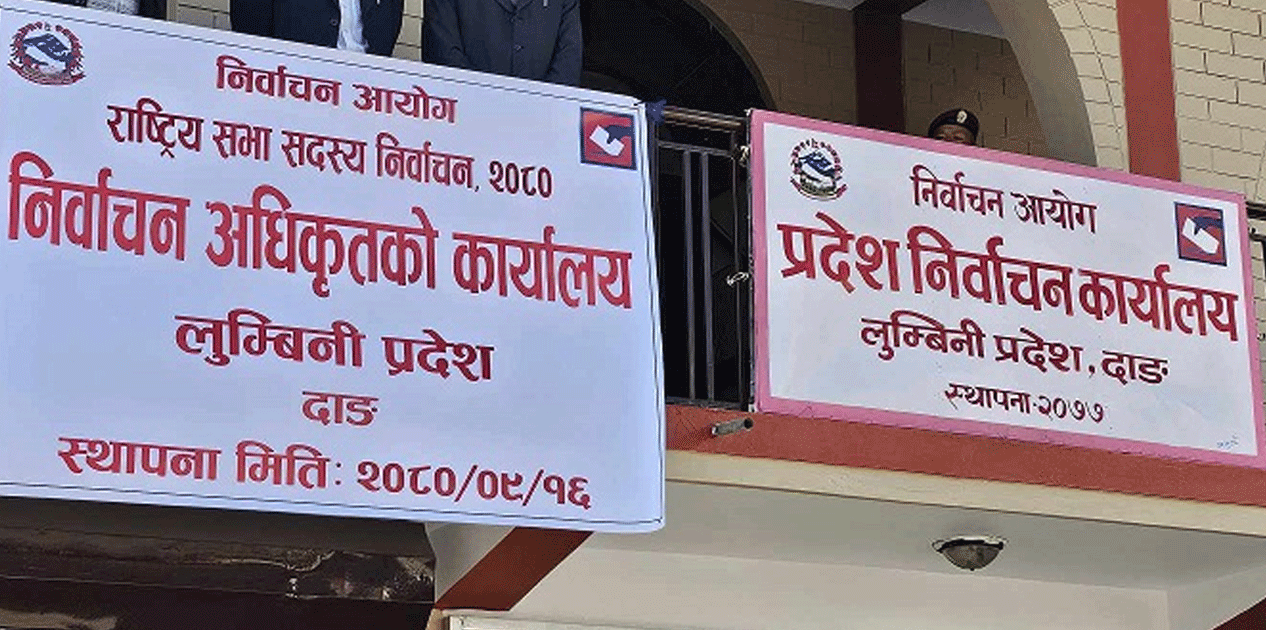 निर्वाचन आयोग
राष्ट्रिय सभा सदस्य निर्वाचन, २०८०
निर्वाचन अधिकृतको कार्यालय
लुम्बिनी प्रदेश
दाङ
स्थापना मितिः २०८०/०९/१६
निर्वाचन आयोग
प्रदेश निर्वाचन कार्यालय
लुम्बिनी प्रदेश, दाङ
स्थापना-२०७७